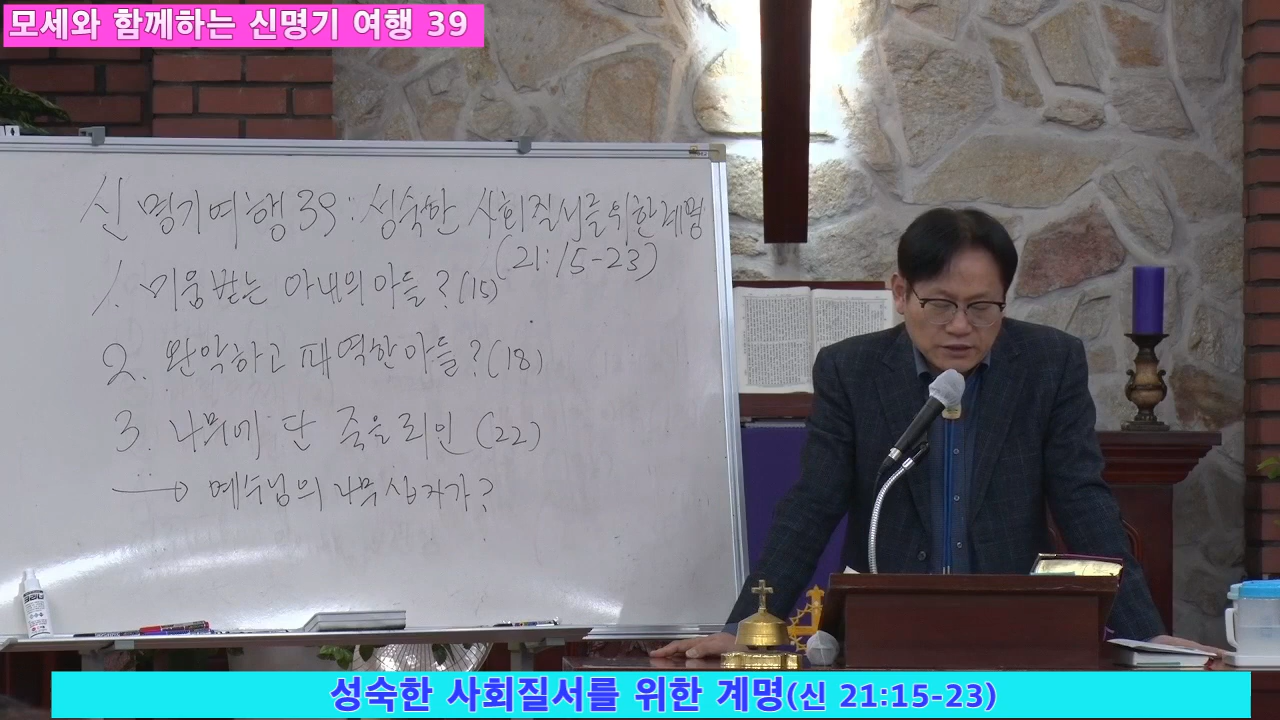 모세와 함께하는 신명기 여행 39
신명기여행39:성숙한 사회질서를위한계명
(21:15-23)
1. 미움받는 아내의아들?(15)
2. 완악하고 패역한아들?(18)
3. 나무에 단 죽을죄인(22)
→ 예수님의 나무십자가?
성숙한 사회질서를 위한 계명(신 21:15-23)